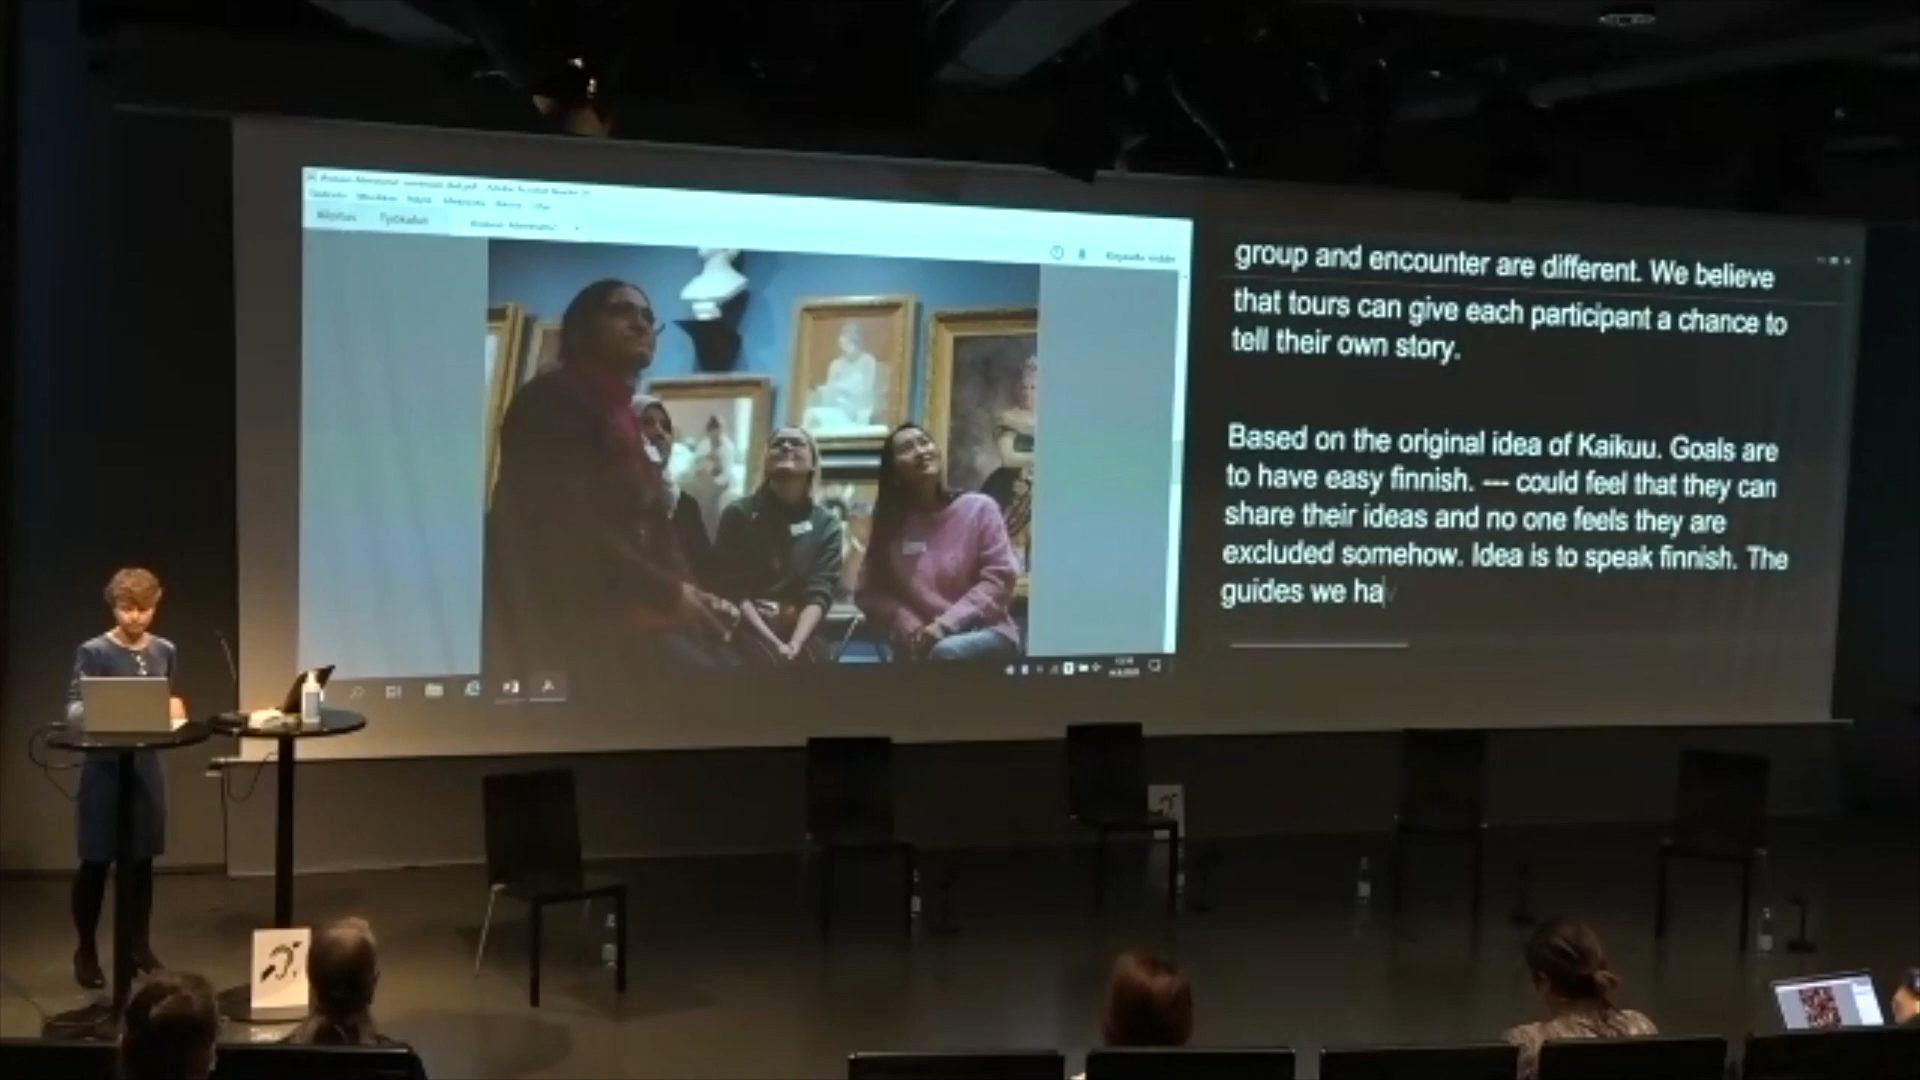 Työkalut
group and encounter are different. We believe
that tours can give each participant a chance to
tell their own story.
Based on the original idea of Kaikuu. Goals are
to have easy finnish. --- could feel that they can
share their ideas and no one feels they are
excluded somehow. Idea is to speak finnish. The
guides we ha